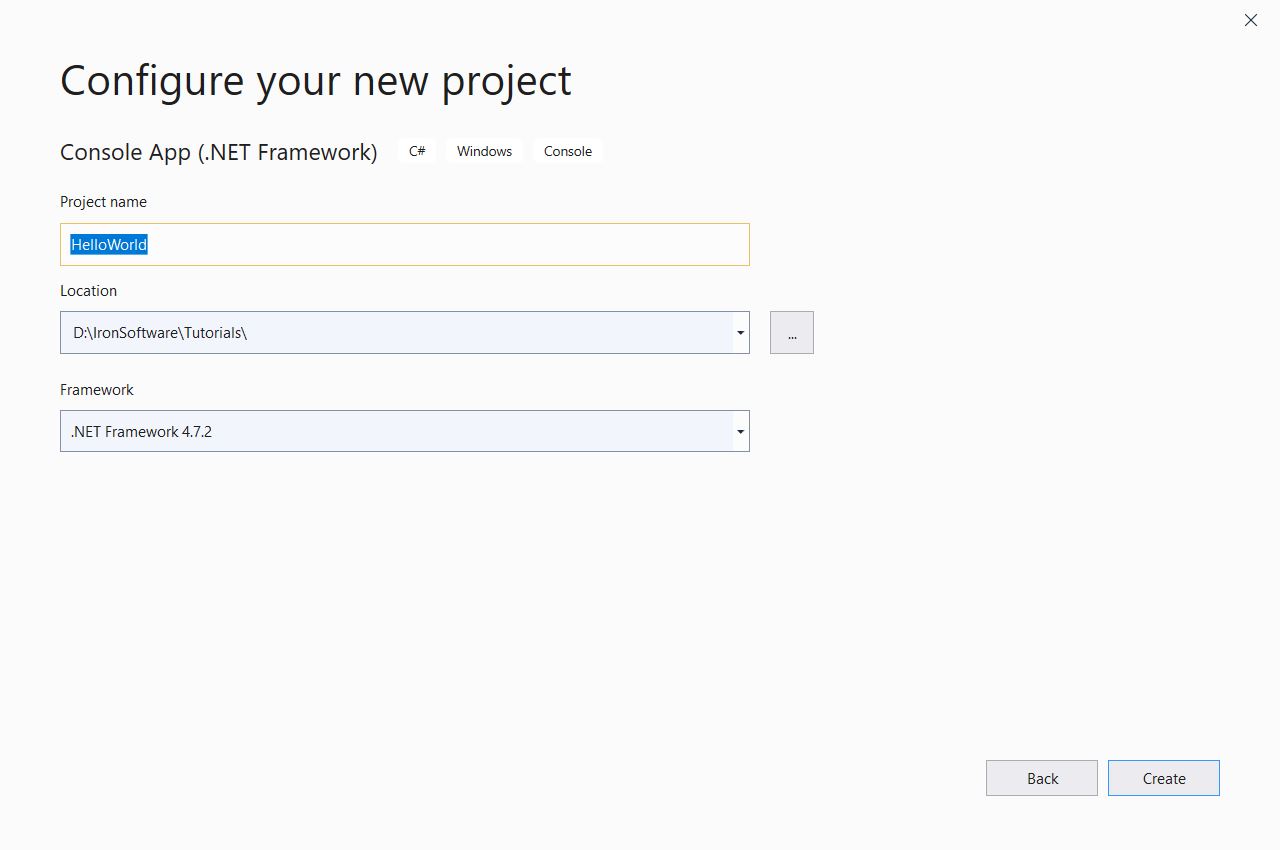 Configure your new project
Console App (.NET Framework) C# Windows Console
Project name
HelloWorld
Location
D:\IronSoftware\Tutorials\
...
Framework
.NET Framework 4.7.2
Back Create